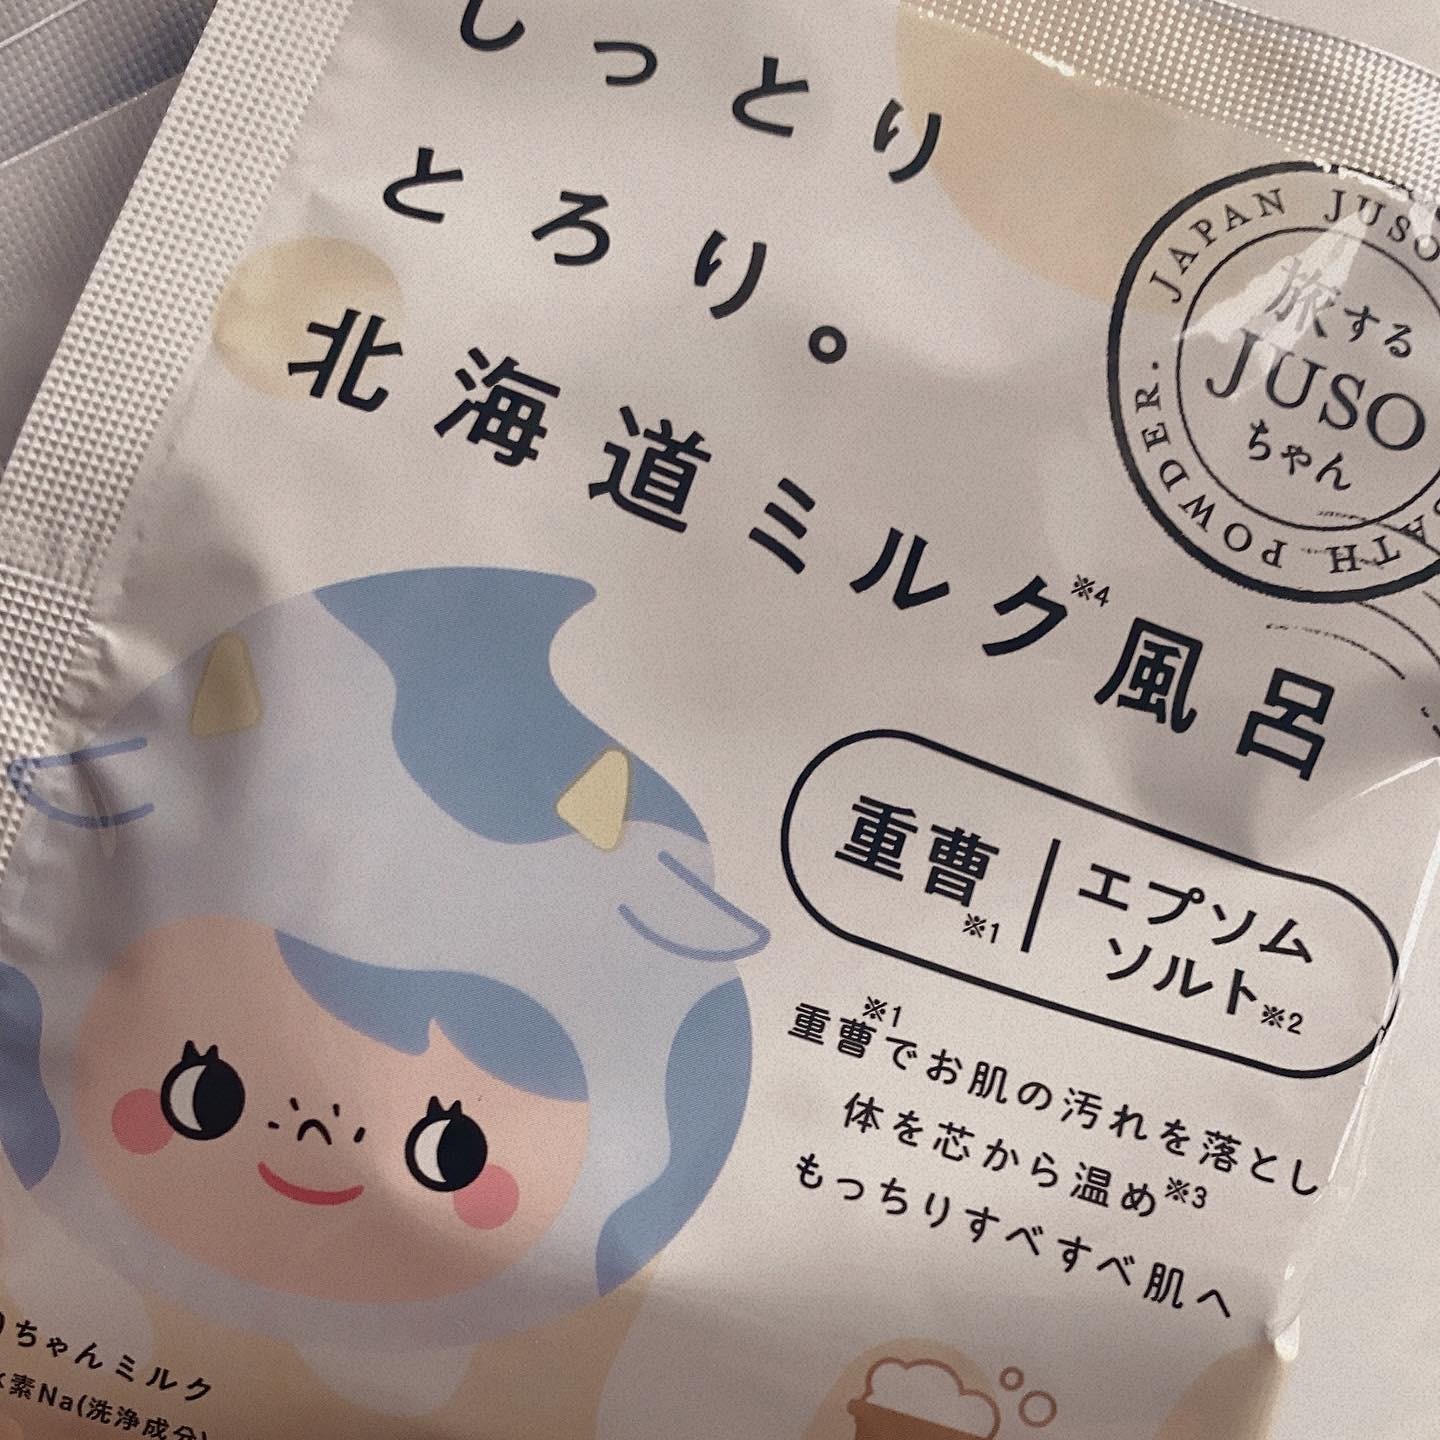 しっとり
とろり。
北海道ミルク※4風呂
JAPAN JUSO
BATH POWDER.
旅する
JUSO
ちゃん
重曹※1
エプソム
ソルト※2
重曹※1でお肌の汚れを落とし
体を芯から温め※3
もっちりすべすべ肌へ
ちゃんミルク
素Na(洗浄成分)